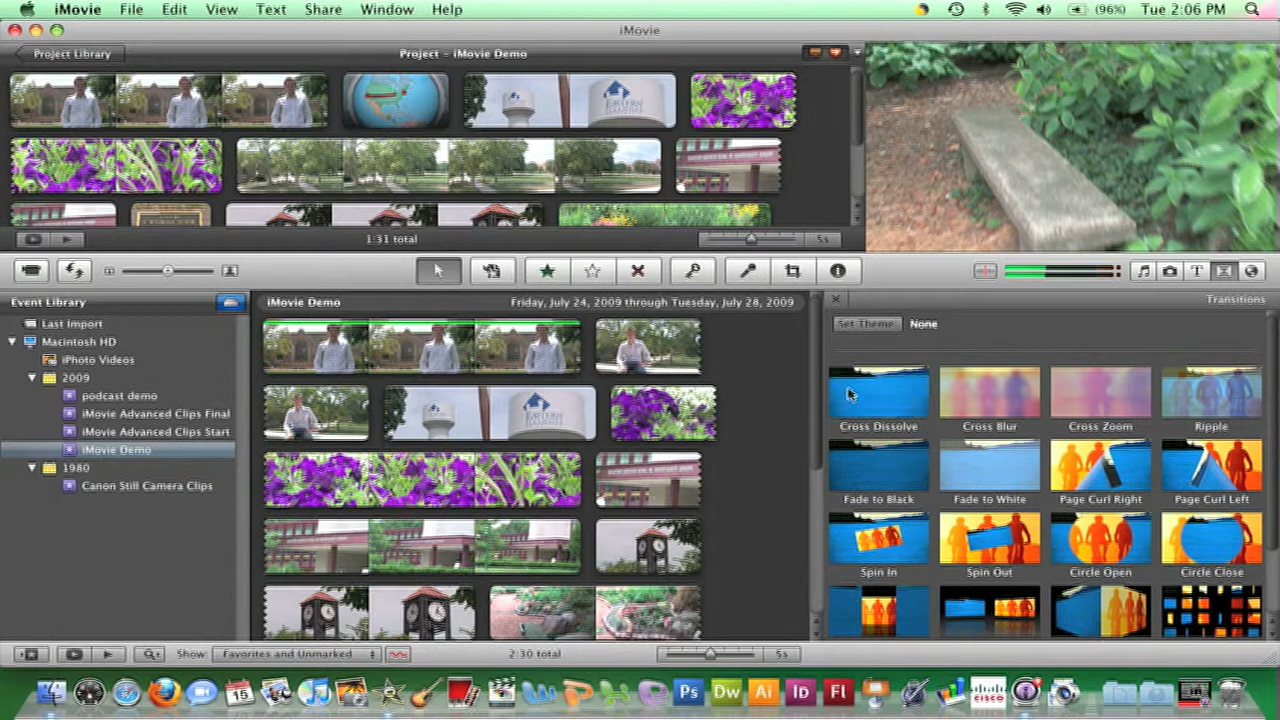 iMovie File Edit View Text Share Window Help (96%) Tue 2:06 PM
iMovie
Project Library Project – iMovie Demo
EASTERN
1:31 total 5s
Event Library iMovie Demo Friday, July 24, 2009 through Tuesday, July 28, 2009 Transitions
Last Import Set Theme... None
Macintosh HD
iPhoto Videos
2009
podcast demo
iMovie Advanced Clips Final
iMovie Advanced Clips Start
iMovie Demo
1980
Canon Still Camera Clips
Cross Dissolve Cross Blur Cross Zoom Ripple
Fade to Black Fade to White Page Curl Right Page Curl Left
Spin In Spin Out Circle Open Circle Close
Show: Favorites and Unmarked 2:30 total 5s
15 Ps Dw Ai Id Fl CISCO